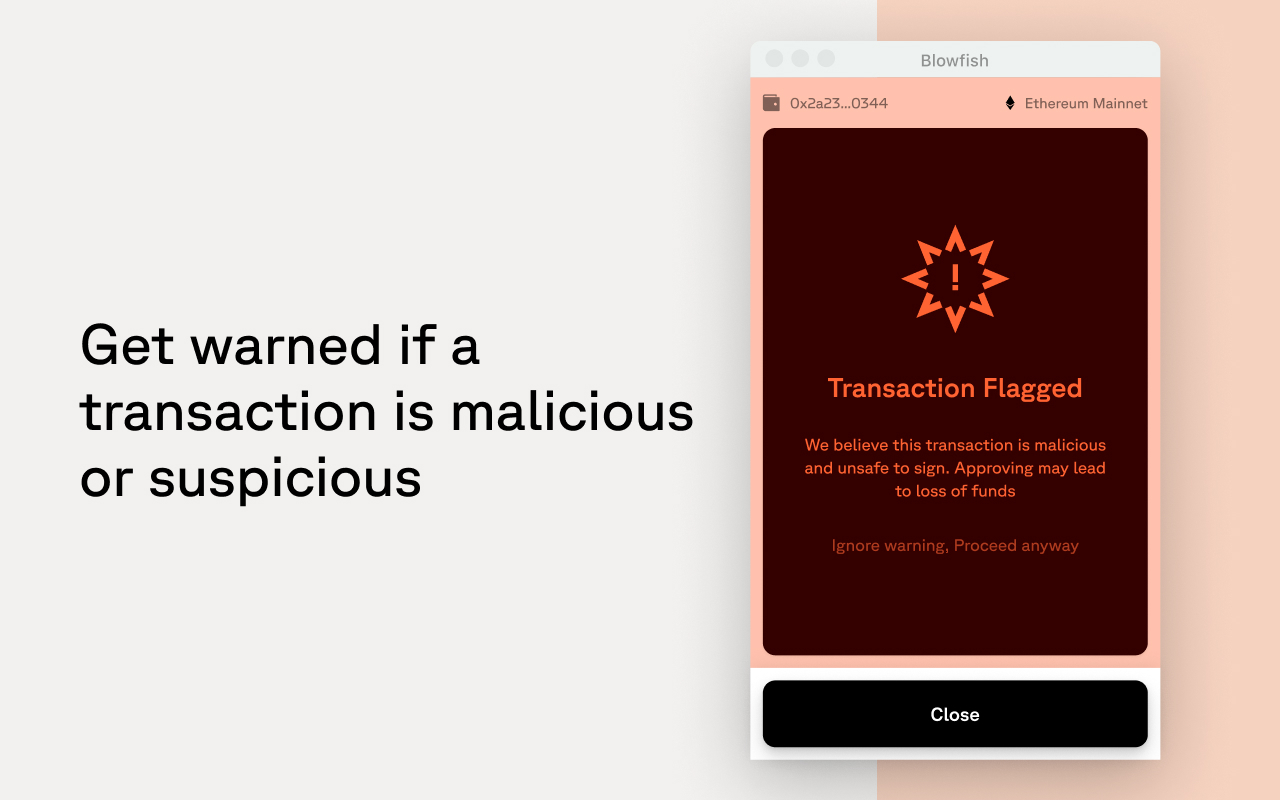 Get warned if a
transaction is malicious
or suspicious
Blowfish
0x2a23...0344
Ethereum Mainnet
!
Transaction Flagged
We believe this transaction is malicious
and unsafe to sign. Approving may lead
to loss of funds
Ignore warning, Proceed anyway
Close